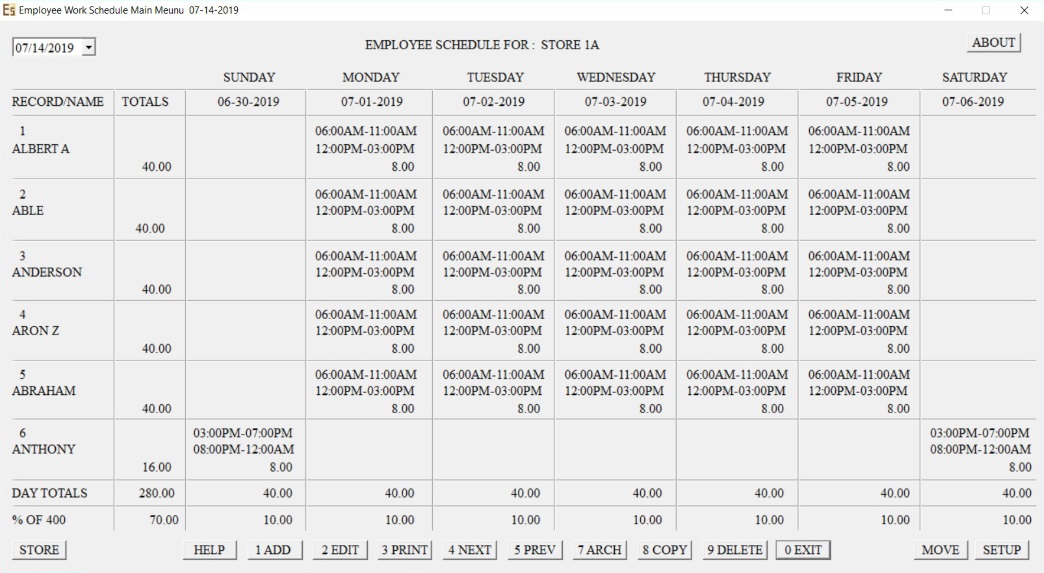 Es Employee Work Schedule Main Meunu 07-14-2019
07/14/2019 EMPLOYEE SCHEDULE FOR : STORE 1A ABOUT
SUNDAY MONDAY TUESDAY WEDNESDAY THURSDAY FRIDAY SATURDAY
RECORD/NAME TOTALS 06-30-2019 07-01-2019 07-02-2019 07-03-2019 07-04-2019 07-05-2019 07-06-2019
1 06:00AM-11:00AM 06:00AM-11:00AM 06:00AM-11:00AM 06:00AM-11:00AM 06:00AM-11:00AM
ALBERT A 12:00PM-03:00PM 12:00PM-03:00PM 12:00PM-03:00PM 12:00PM-03:00PM 12:00PM-03:00PM
40.00 8.00 8.00 8.00 8.00 8.00
2 06:00AM-11:00AM 06:00AM-11:00AM 06:00AM-11:00AM 06:00AM-11:00AM 06:00AM-11:00AM
ABLE 12:00PM-03:00PM 12:00PM-03:00PM 12:00PM-03:00PM 12:00PM-03:00PM 12:00PM-03:00PM
40.00 8.00 8.00 8.00 8.00 8.00
3 06:00AM-11:00AM 06:00AM-11:00AM 06:00AM-11:00AM 06:00AM-11:00AM 06:00AM-11:00AM
ANDERSON 12:00PM-03:00PM 12:00PM-03:00PM 12:00PM-03:00PM 12:00PM-03:00PM 12:00PM-03:00PM
40.00 8.00 8.00 8.00 8.00 8.00
4 06:00AM-11:00AM 06:00AM-11:00AM 06:00AM-11:00AM 06:00AM-11:00AM 06:00AM-11:00AM
ARON Z 12:00PM-03:00PM 12:00PM-03:00PM 12:00PM-03:00PM 12:00PM-03:00PM 12:00PM-03:00PM
40.00 8.00 8.00 8.00 8.00 8.00
5 06:00AM-11:00AM 06:00AM-11:00AM 06:00AM-11:00AM 06:00AM-11:00AM 06:00AM-11:00AM
ABRAHAM 12:00PM-03:00PM 12:00PM-03:00PM 12:00PM-03:00PM 12:00PM-03:00PM 12:00PM-03:00PM
40.00 8.00 8.00 8.00 8.00 8.00
6 03:00PM-07:00PM 03:00PM-07:00PM
ANTHONY 08:00PM-12:00AM 08:00PM-12:00AM
16.00 8.00 8.00
DAY TOTALS 280.00 40.00 40.00 40.00 40.00 40.00 40.00 40.00
% OF 400 70.00 10.00 10.00 10.00 10.00 10.00 10.00 10.00
STORE HELP 1 ADD 2 EDIT 3 PRINT 4 NEXT 5 PREV 7 ARCH 8 COPY 9 DELETE 0 EXIT MOVE SETUP